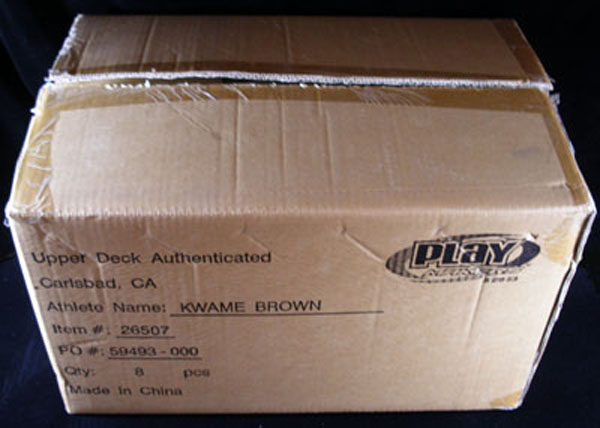 Upper Deck Authenticated
Carlsbad, CA
Athlete Name: KWAME BROWN
Item #: 26507
PO #: 59493-000
Qty: 8 pcs
Made in China
PLAY